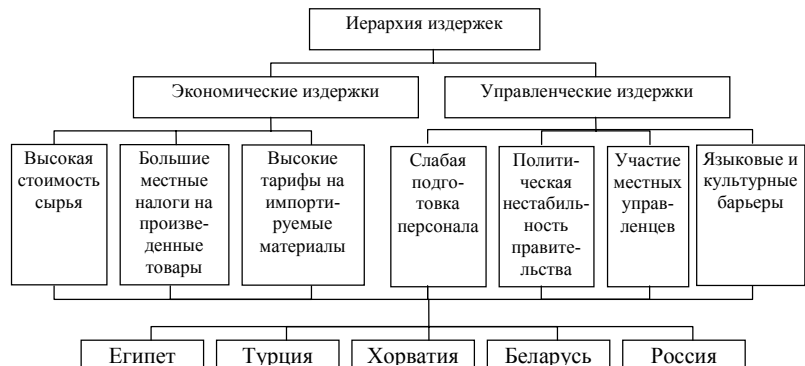 Иерархия издержек
Экономические издержки
Управленческие издержки
Высокая
стоимость
сырья
Большие
местные
налоги на
произве-
денные
товары
Высокие
тарифы на
импорти-
руемые
материалы
Слабая
подго-
товка
персонала
Полити-
ческая
нестабиль-
ность
правите-
льства
Участие
местных
управ-
ленцев
Языковые и
культурные
барьеры
Египет
Турция
Хорватия
Беларусь
Россия